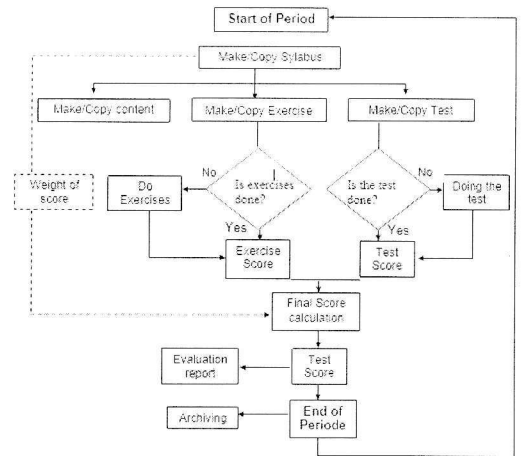 Start of Period
Make/Copy Sylabus
Make/Copy content
Make/Copy Exercise
Make/Copy Test
No
No
Weight of
score
Do
Exercises
Is exercises
done?
Is the test
done?
Doing the
test
Yes
Yes
Exercise
Score
Test
Score
Final Score
calculation
Evaluation
report
Test
Score
Archiving
End of
Periode